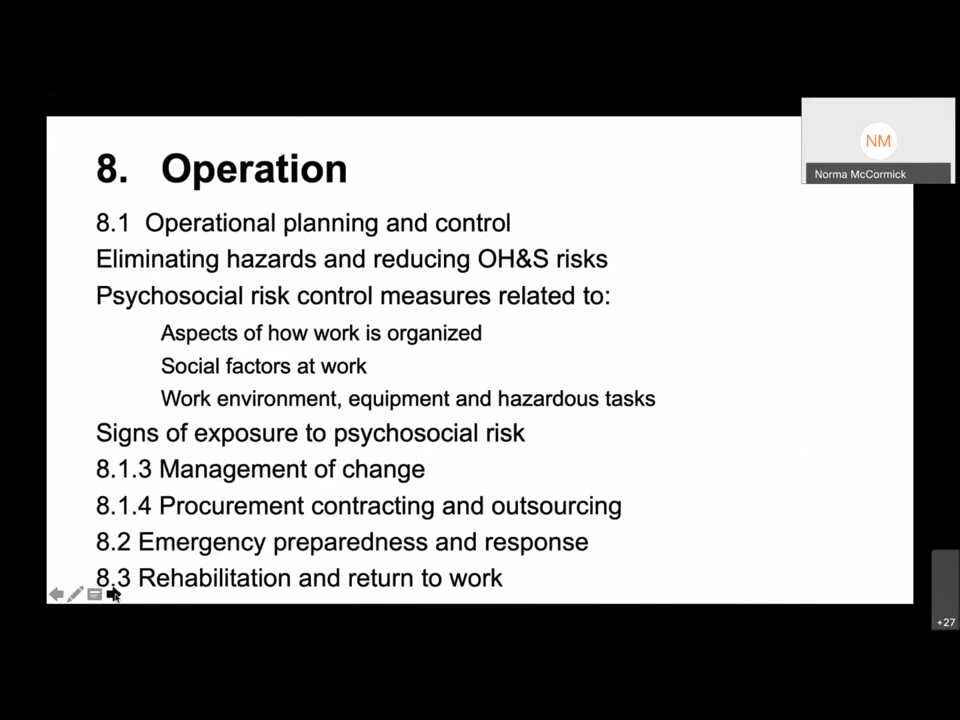 8. Operation
8.1 Operational planning and control
Eliminating hazards and reducing OH&S risks
Psychosocial risk control measures related to:
Aspects of how work is organized
Social factors at work
Work environment, equipment and hazardous tasks
Signs of exposure to psychosocial risk
8.1.3 Management of change
8.1.4 Procurement contracting and outsourcing
8.2 Emergency preparedness and response
8.3 Rehabilitation and return to work
NM
Norma McCormick
+27